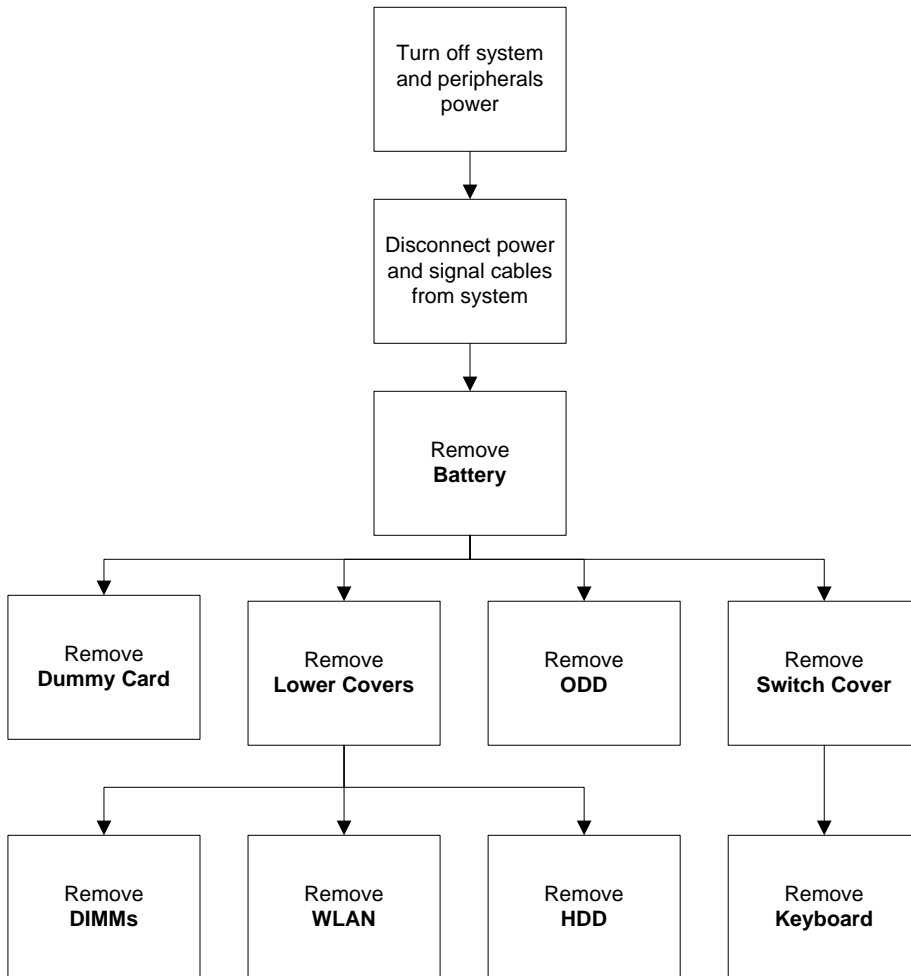 Turn off system
and peripherals
power
Disconnect power
and signal cables
from system
Remove
Battery
Remove
Dummy Card
Remove
Lower Covers
Remove
ODD
Remove
Switch Cover
Remove
DIMMs
Remove
WLAN
Remove
HDD
Remove
Keyboard